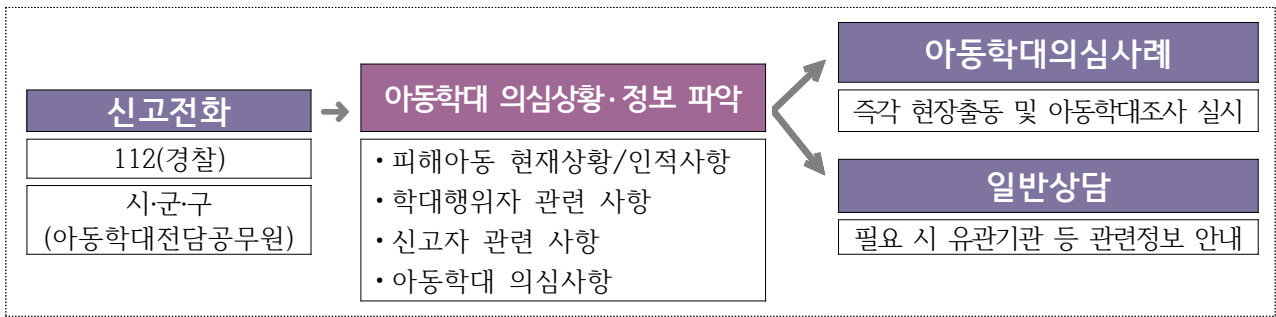 신고전화
112(경찰)
시·군·구
(아동학대전담공무원)
아동학대 의심상황·정보 파악
• 피해아동 현재상황/인적사항
• 학대행위자 관련 사항
• 신고자 관련 사항
• 아동학대 의심사항
아동학대의심사례
즉각 현장출동 및 아동학대조사 실시
일반상담
필요 시 유관기관 등 관련정보 안내